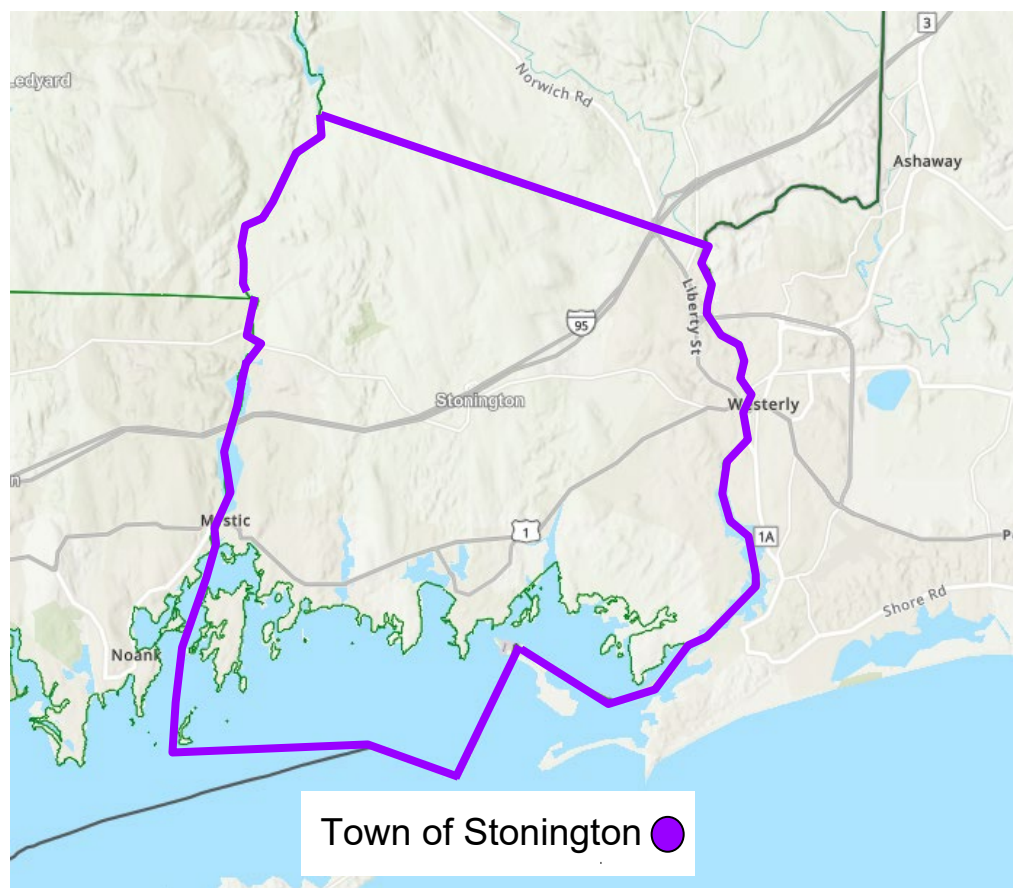 3
Ledyard
Norwich Rd
Ashaway
Liberty St
95
Stonington
Westerly
Mystic
1
1A
Shore Rd
Noank
Town of Stonington